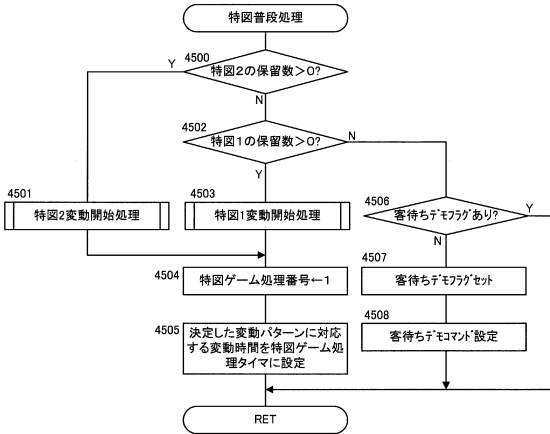 特図普段処理
4500
Y
特図2の保留数＞0?
N
4502
特図1の保留数＞0?
N
Y
4501
特図2変動開始処理
4503
特図1変動開始処理
4506
客待ちﾃﾞﾓﾌﾗｸﾞあり?
Y
N
4504
特図ゲーム処理番号←1
4507
客待ちﾃﾞﾓﾌﾗｸﾞｾｯﾄ
4505
決定した変動パターンに対応
する変動時間を特図ゲーム処
理タイマに設定
4508
客待ちﾃﾞﾓｺﾏﾝﾄﾞ設定
RET